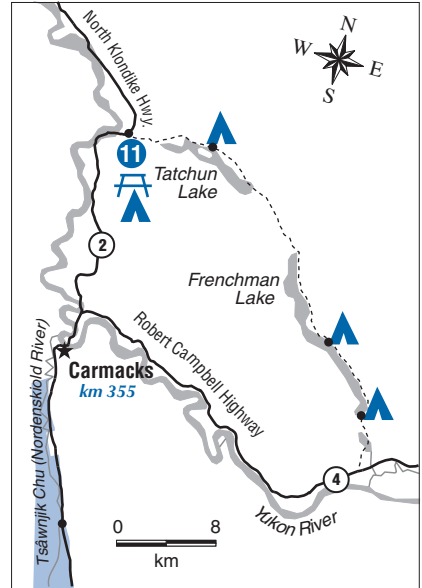 N
W
E
S
North Klondike Hwy.
11
Tatchun
Lake
2
Frenchman
Lake
Robert Campbell Highway
Carmacks
km 355
Tsâwnjik Chu (Nordenskiold River)
4
Yukon River
0 8
km